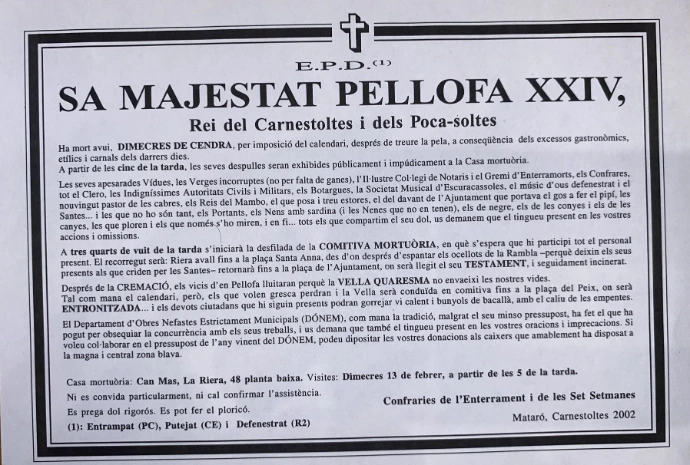 E.P.D.(1)
SA MAJESTAT PELLOFA XXIV,
Rei del Carnestoltes i dels Poca-soltes
Ha mort avui, DIMECRES DE CENDRA, per imposició del calendari, després de treure la pela, a conseqüència dels excessos gastronòmics,
etílics i carnals dels darrers dies.
A partir de les cinc de la tarda, les seves despulles seran exhibides públicament i impúdicament a la Casa mortuòria.
Les seves apesarades Vídues, les Verges incorruptes (no per falta de ganes), l'Il·lustre Col·legi de Notaris i el Gremi d'Enterramorts, els Confrares,
tot el Clero, les Indigníssimes Autoritats Civils i Militars, els Botargues, la Societat Musical d'Escuracassoles, el músic d'ous defenestrat i el
nouvingut pastor de les cabres, els Reis del Mambo, el que posa i treu estores, el del davant de l'Ajuntament que portava el gos a fer el pipí, les
Santes... i les que no ho són tant, els Portants, els Nens amb sardina (i les Nenes que no en tenen), els de negre, els de les conyes i els de les
canyes, les que ploren i els que només s'ho miren, i en fi... tots els que compartim el seu dol, us demanem que el tingueu present en les vostres
accions i omissions.
A tres quarts de vuit de la tarda s'iniciarà la desfilada de la COMITIVA MORTUÒRIA, en què s'espera que hi participi tot el personal
present. El recorregut serà: Riera avall fins a la plaça Santa Anna, des d'on després d'espantar els ocellots de la Rambla –perquè deixin els seus
presents als que criden per les Santes– retornarà fins a la plaça de l'Ajuntament, on serà llegit el seu TESTAMENT, i seguidament incinerat.
Després de la CREMACIÓ, els vicis d'en Pellofa lluitaran perquè la VELLA QUARESMA no envaeixi les nostres vides.
Tal com mana el calendari, però, els que volen gresca perdran i la Vella serà conduïda en comitiva fins a la plaça del Peix, on serà
ENTRONITZADA... i els devots ciutadans que hi siguin presents podran gorrejar vi calent i bunyols de bacallà, amb el caliu de les empentes.
El Departament d'Obres Nefastes Estrictament Municipals (DÓNEM), com mana la tradició, malgrat el seu minso pressupost, ha fet el que ha
pogut per obsequiar la concurrència amb els seus treballs, i us demana que també el tingueu present en les vostres oracions i imprecacions. Si
voleu col·laborar en el pressupost de l'any vinent del DÓNEM, podeu dipositar les vostres donacions als caixers que amablement ha disposat a
la magna i central zona blava.
Casa mortuòria: Can Mas, La Riera, 48 planta baixa. Visites: Dimecres 13 de febrer, a partir de les 5 de la tarda.
Ni es convida particularment, ni cal confirmar l'assistència.
Es prega dol rigorós. Es pot fer el ploricó.
(1): Entrampat (PC), Putejat (CE) i Defenestrat (R2)
Confraries de l'Enterrament i de les Set Setmanes
Mataró, Carnestoltes 2002